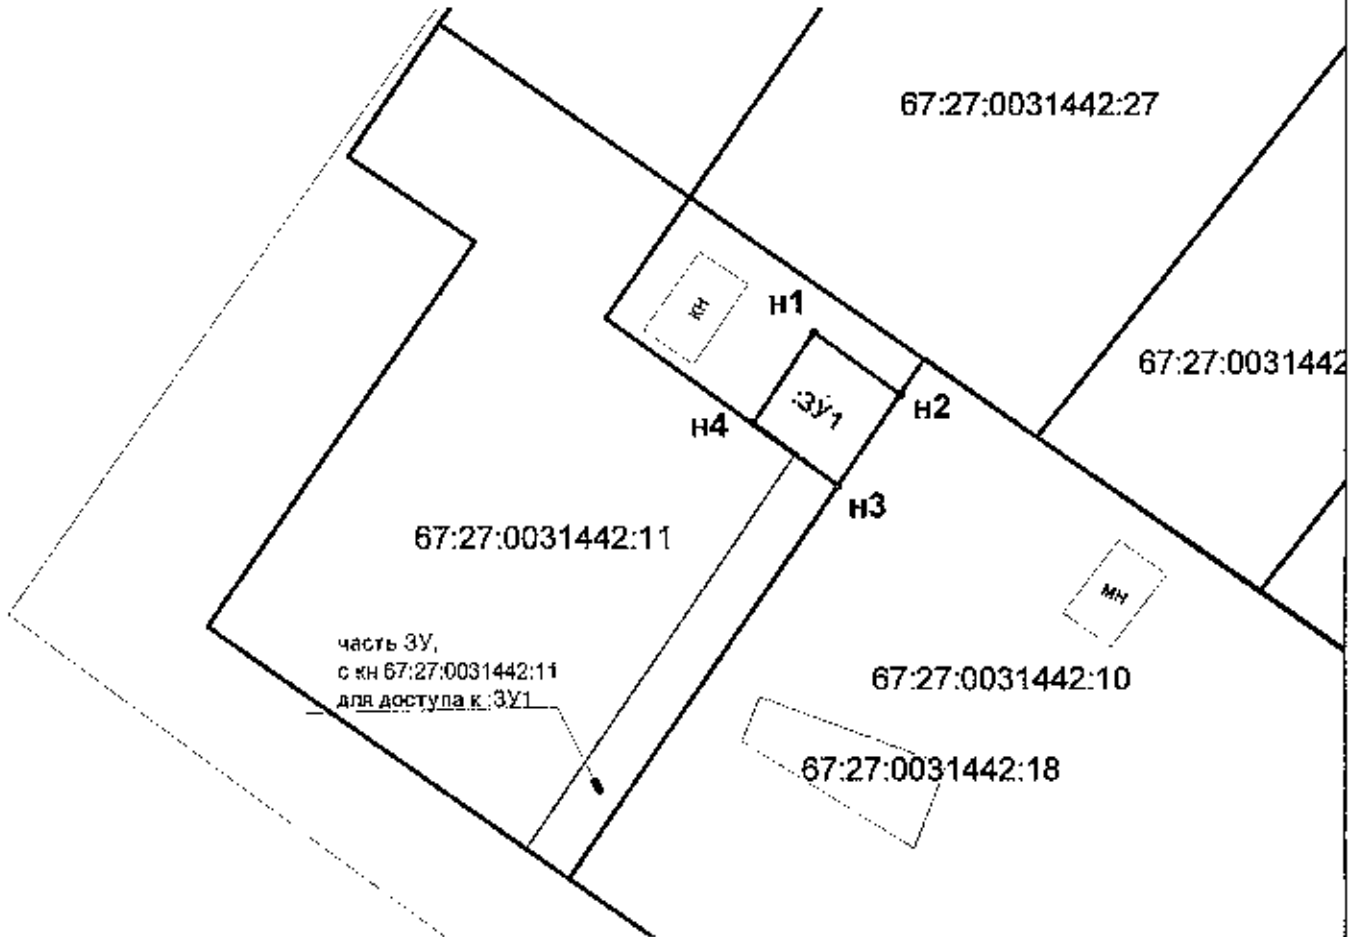 67:27:0031442:27
н1
кн
67:27:0031442
:ЗУ1
н2
н4
н3
67:27:0031442:11
мн
часть ЗУ,
с кн 67:27:0031442:11
для доступа к :ЗУ1
67:27:0031442:10
67:27:0031442:18